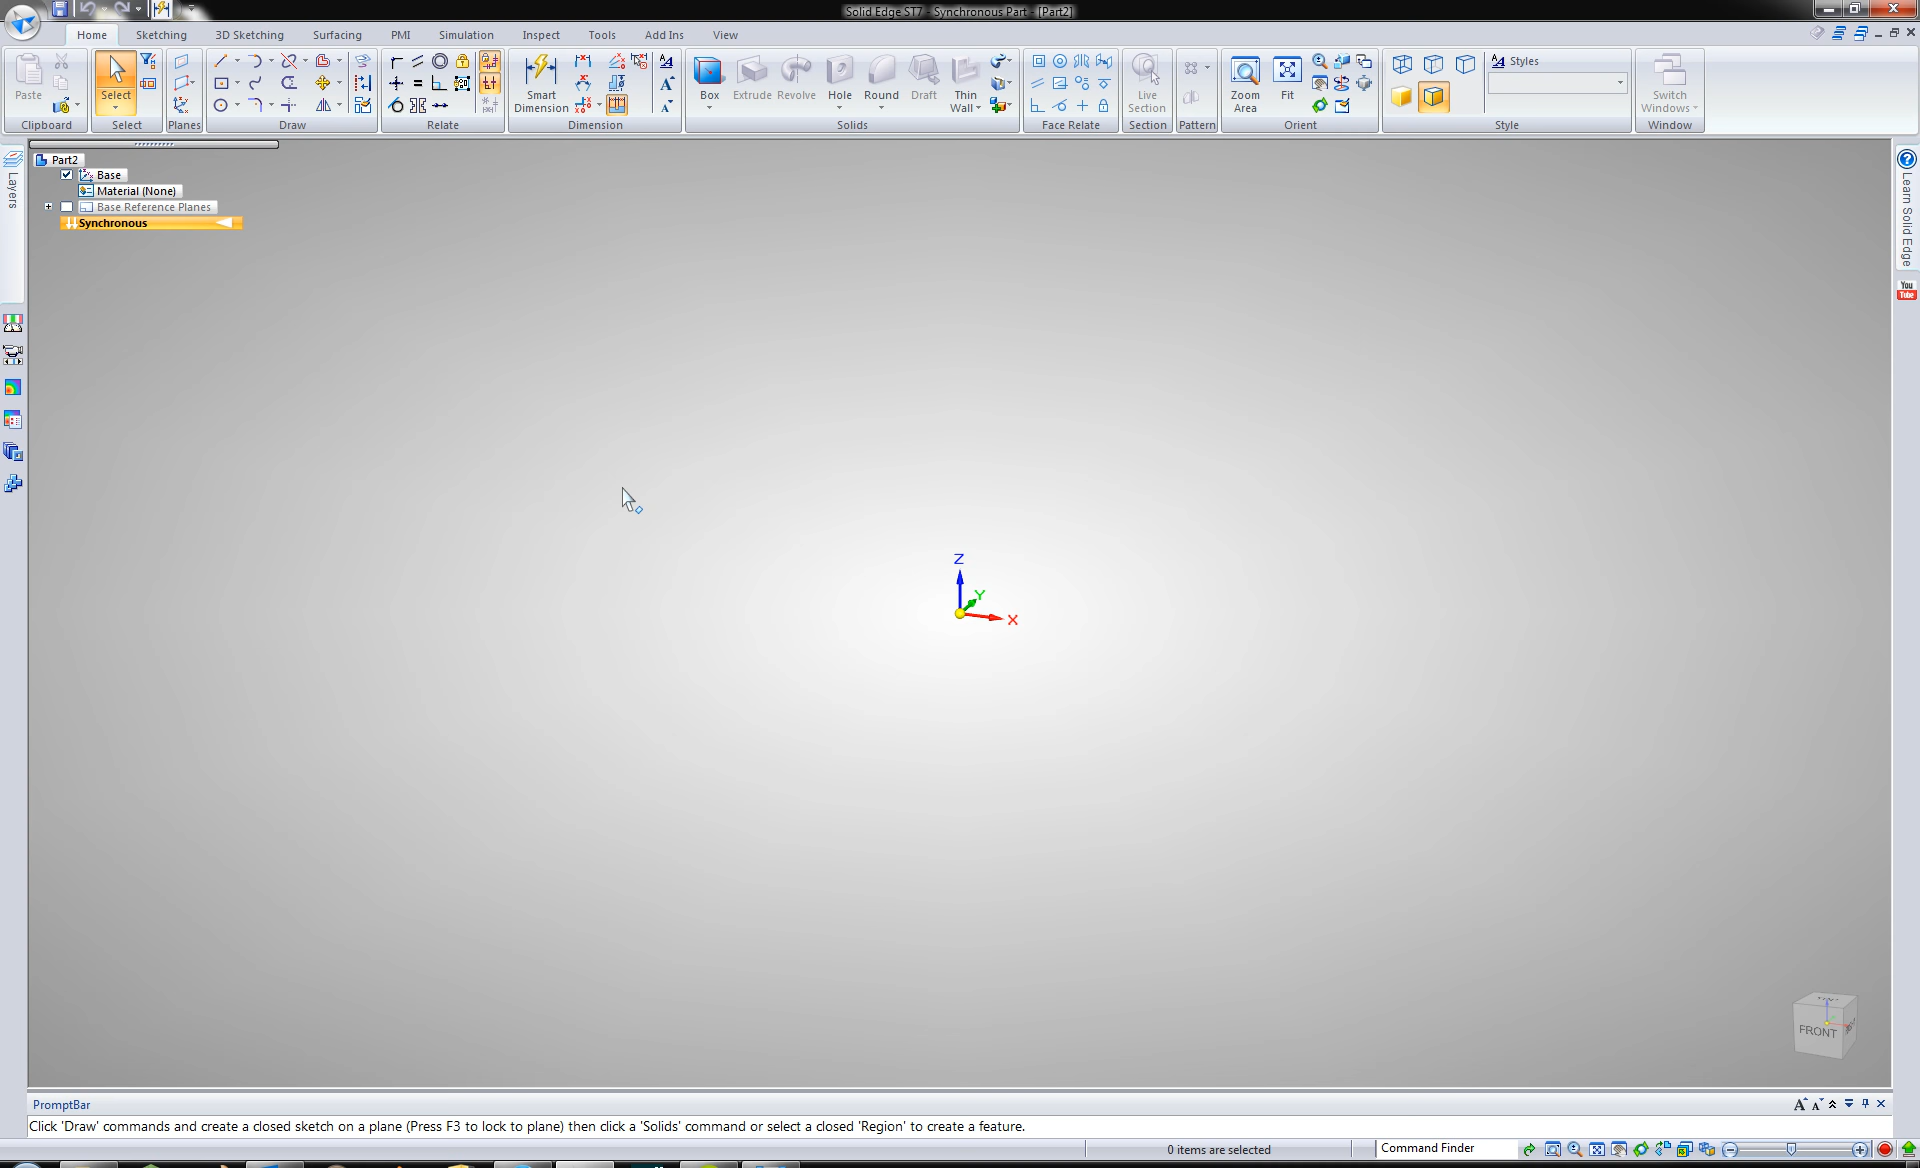 Solid Edge ST7 - Synchronous Part - [Part2]
Home Sketching 3D Sketching Surfacing PMI Simulation Inspect Tools Add Ins View
Paste
Select
Smart Dimension
Box Extrude Revolve Hole Round Draft Thin Wall
Live Section
Zoom Area
Fit
Styles
Switch Windows
Clipboard Select Planes Draw Relate Dimension Solids Face Relate Section Pattern Orient Style Window
Layers
Part2
Base
Material (None)
Base Reference Planes
Synchronous
Learn Solid Edge
You Tube
Z
Y
X
FRONT
PromptBar
Click 'Draw' commands and create a closed sketch on a plane (Press F3 to lock to plane) then click a 'Solids' command or select a closed 'Region' to create a feature.
0 items are selected
Command Finder